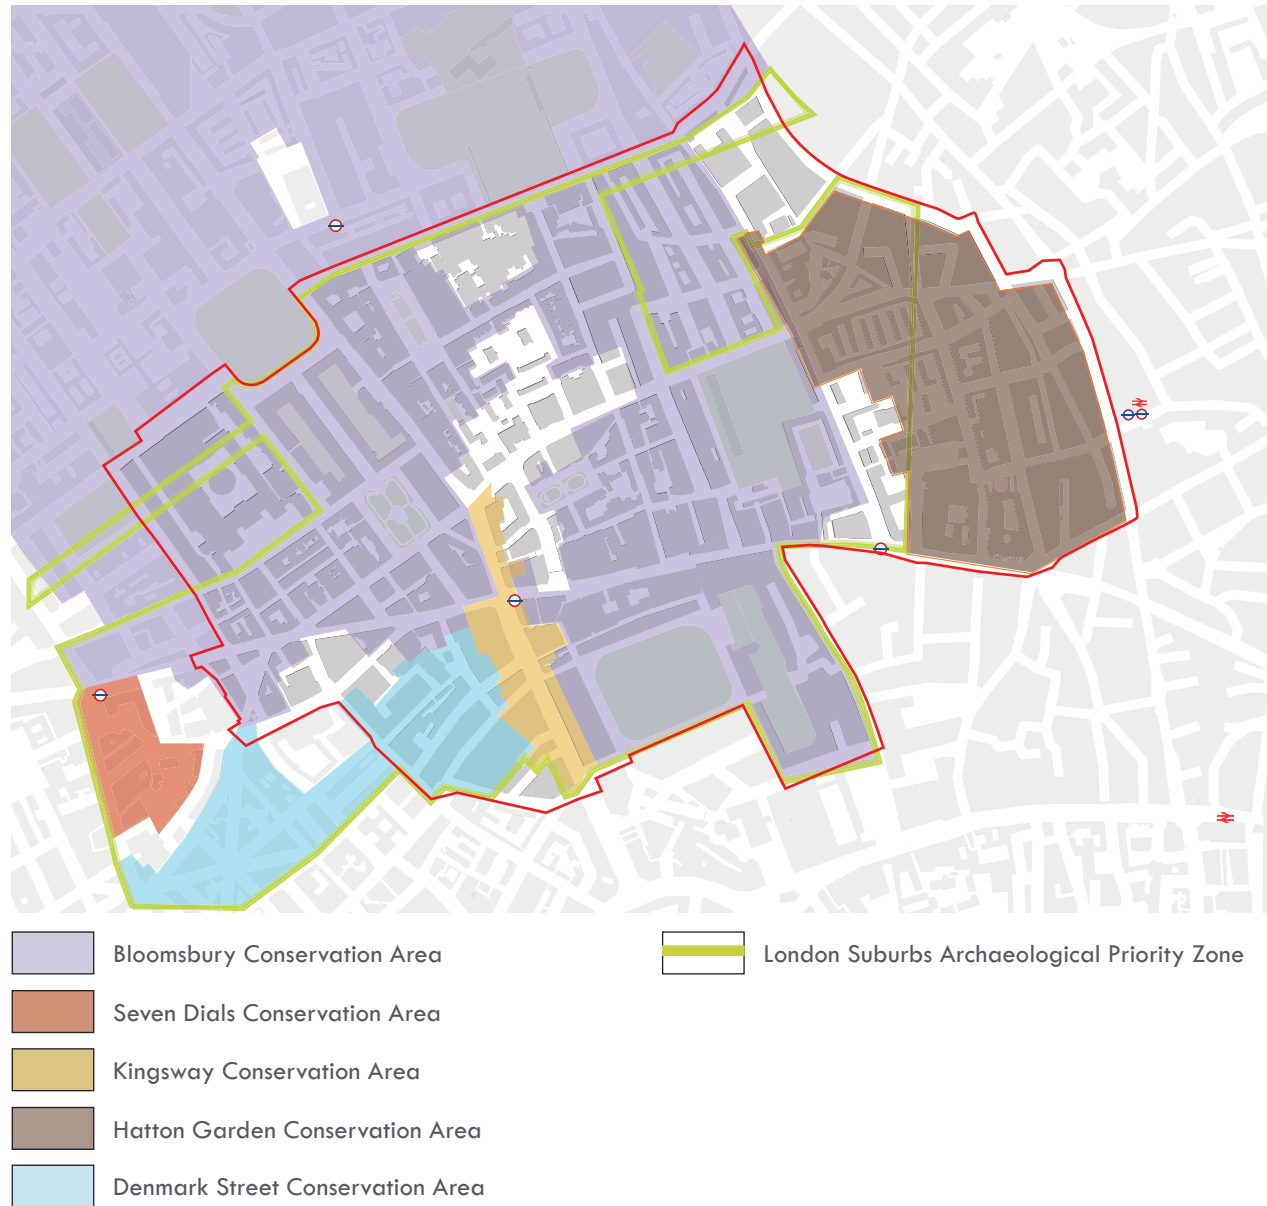 Bloomsbury Conservation Area
London Suburbs Archaeological Priority Zone
Seven Dials Conservation Area
Kingsway Conservation Area
Hatton Garden Conservation Area
Denmark Street Conservation Area